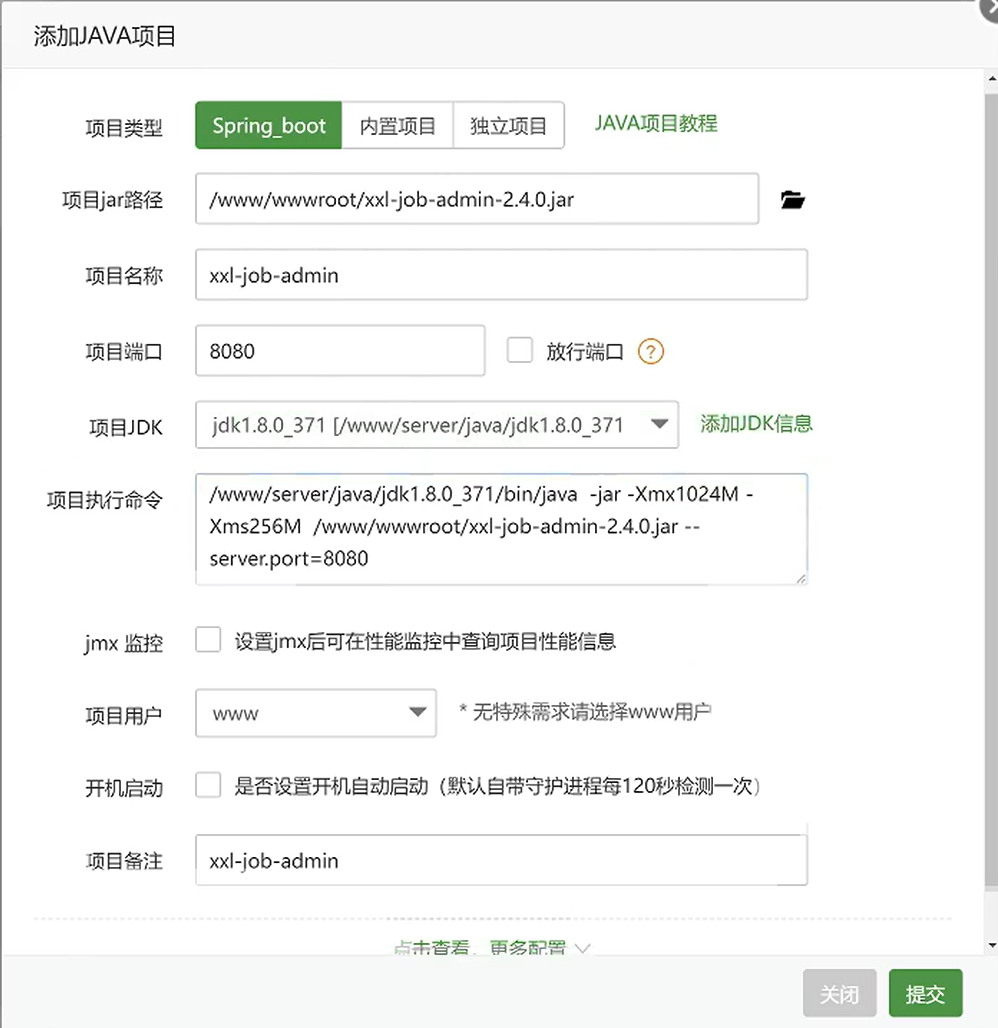 添加JAVA项目
项目类型 Spring_boot 内置项目 独立项目 JAVA项目教程
项目jar路径 /www/wwwroot/xxl-job-admin-2.4.0.jar
项目名称 xxl-job-admin
项目端口 8080 放行端口 ?
项目JDK jdk1.8.0_371 [/www/server/java/jdk1.8.0_371 添加JDK信息
项目执行命令 /www/server/java/jdk1.8.0_371/bin/java -jar -Xmx1024M -
Xms256M /www/wwwroot/xxl-job-admin-2.4.0.jar --
server.port=8080
jmx 监控 设置jmx后可在性能监控中查询项目性能信息
项目用户 www * 无特殊需求请选择www用户
开机启动 是否设置开机自动启动（默认自带守护进程每120秒检测一次）
项目备注 xxl-job-admin
点击查看 更多配置
关闭 提交